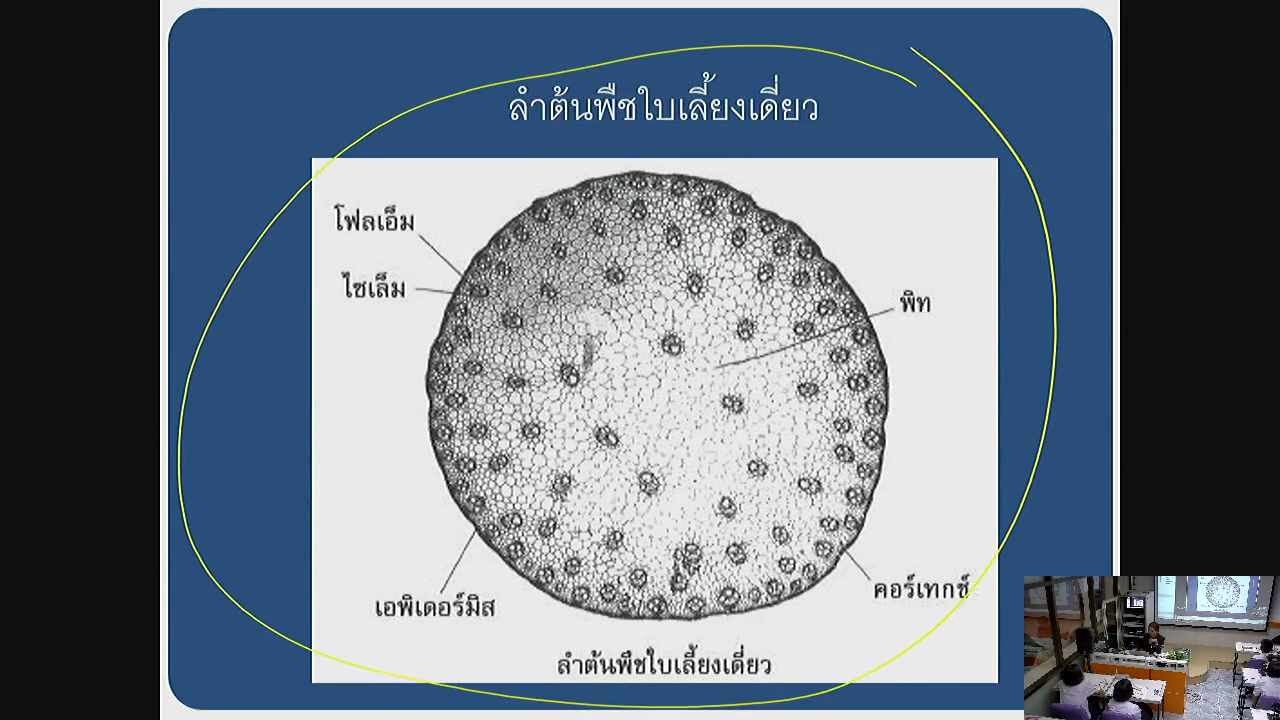 ลำต้นพืชใบเลี้ยงเดี่ยว
โฟลเอ็ม
ไซเล็ม
พิท
เอพิเดอร์มิส
คอร์เทกซ์
ลำต้นพืชใบเลี้ยงเดี่ยว